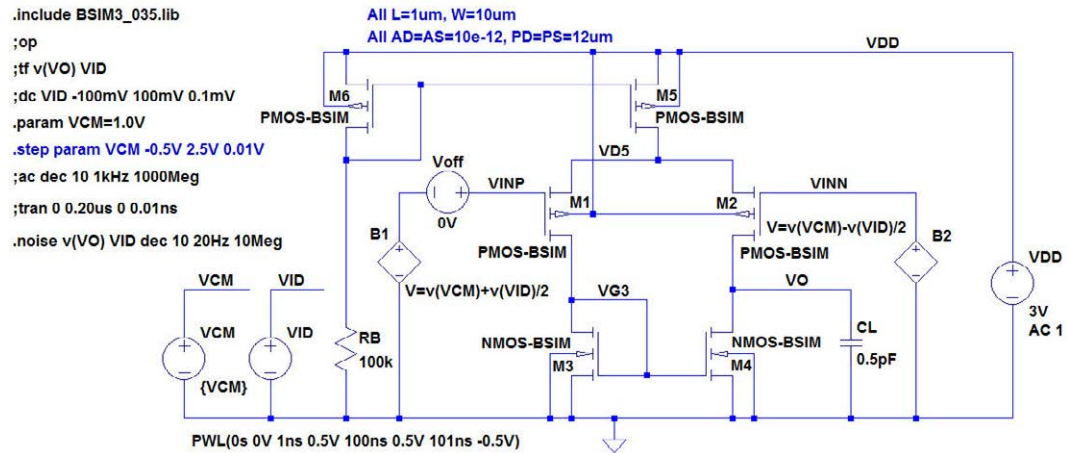 .include BSIM3_035.lib
;op
;tf v(VO) VID
;dc VID -100mV 100mV 0.1mV
.param VCM=1.0V
.step param VCM -0.5V 2.5V 0.01V
;ac dec 10 1kHz 1000Meg
;tran 0 0.20us 0 0.01ns
.noise v(VO) VID dec 10 20Hz 10Meg
All L=1um, W=10um
All AD=AS=10e-12, PD=PS=12um
VDD
M6
PMOS-BSIM
M5
PMOS-BSIM
VD5
Voff
0V
VINP
M1
PMOS-BSIM
M2
PMOS-BSIM
VINN
V=v(VCM)-v(VID)/2
B2
B1
V=v(VCM)+v(VID)/2
VDD
3V
AC 1
VCM
VCM
{VCM}
VID
VID
RB
100k
VG3
VO
NMOS-BSIM
M3
NMOS-BSIM
M4
CL
0.5pF
PWL(0s 0V 1ns 0.5V 100ns 0.5V 101ns -0.5V)